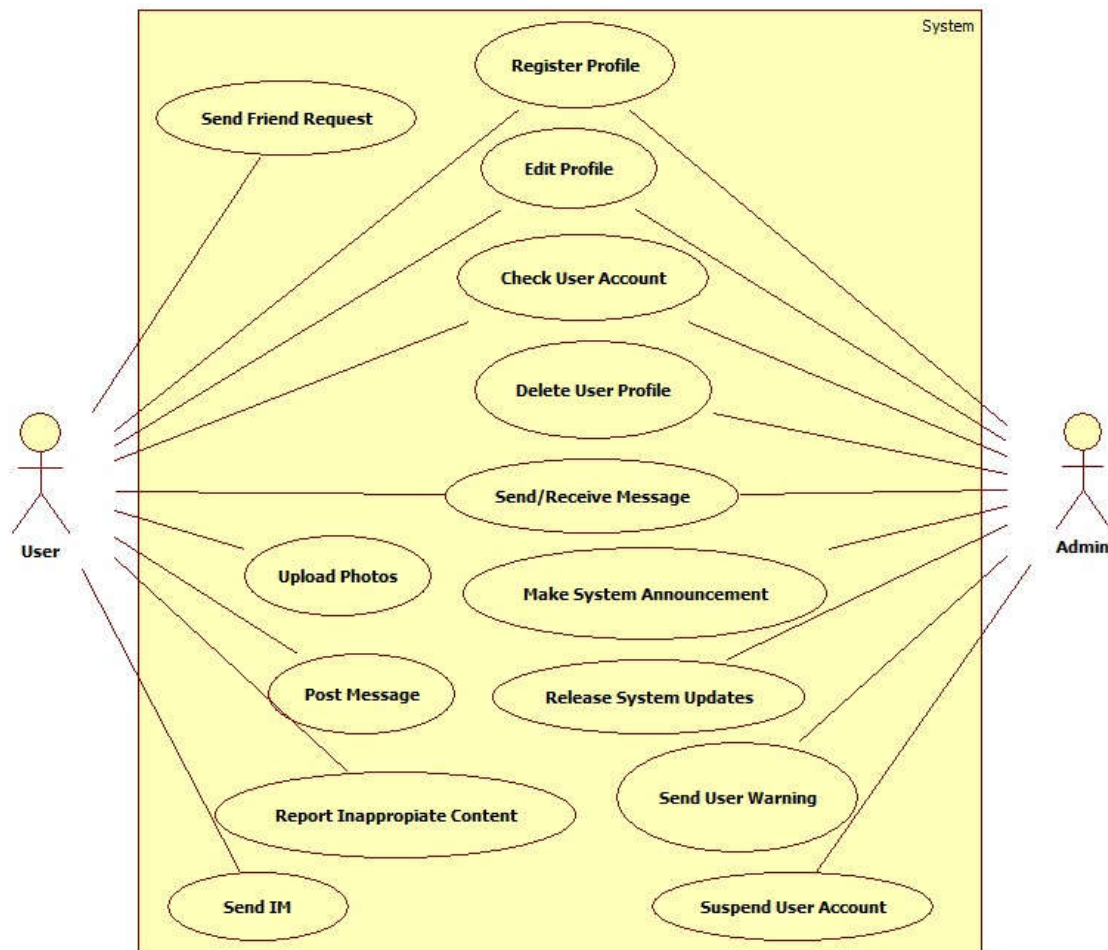 System
Register Profile
Send Friend Request
Edit Profile
Check User Account
Delete User Profile
Send/Receive Message
User
Admin
Upload Photos
Make System Announcement
Post Message
Release System Updates
Send User Warning
Report Inappropiate Content
Send IM
Suspend User Account